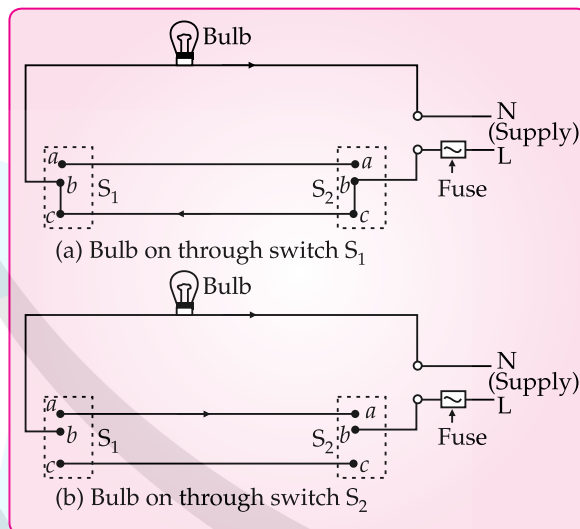 Bulb
N
(Supply)
a a
b S1 S2 b L
Fuse
c c
(a) Bulb on through switch S1
Bulb
N
(Supply)
a a
b S1 S2 b L
Fuse
c c
(b) Bulb on through switch S2